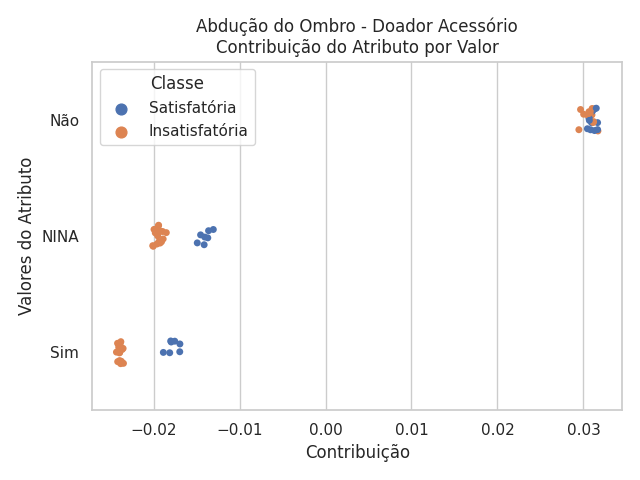 Abdução do Ombro - Doador Acessório
Contribuição do Atributo por Valor
Classe
Satisfatória
Insatisfatória
Valores do Atributo
Não
NINA
Sim
−0.02
−0.01
0.00
0.01
0.02
0.03
Contribuição